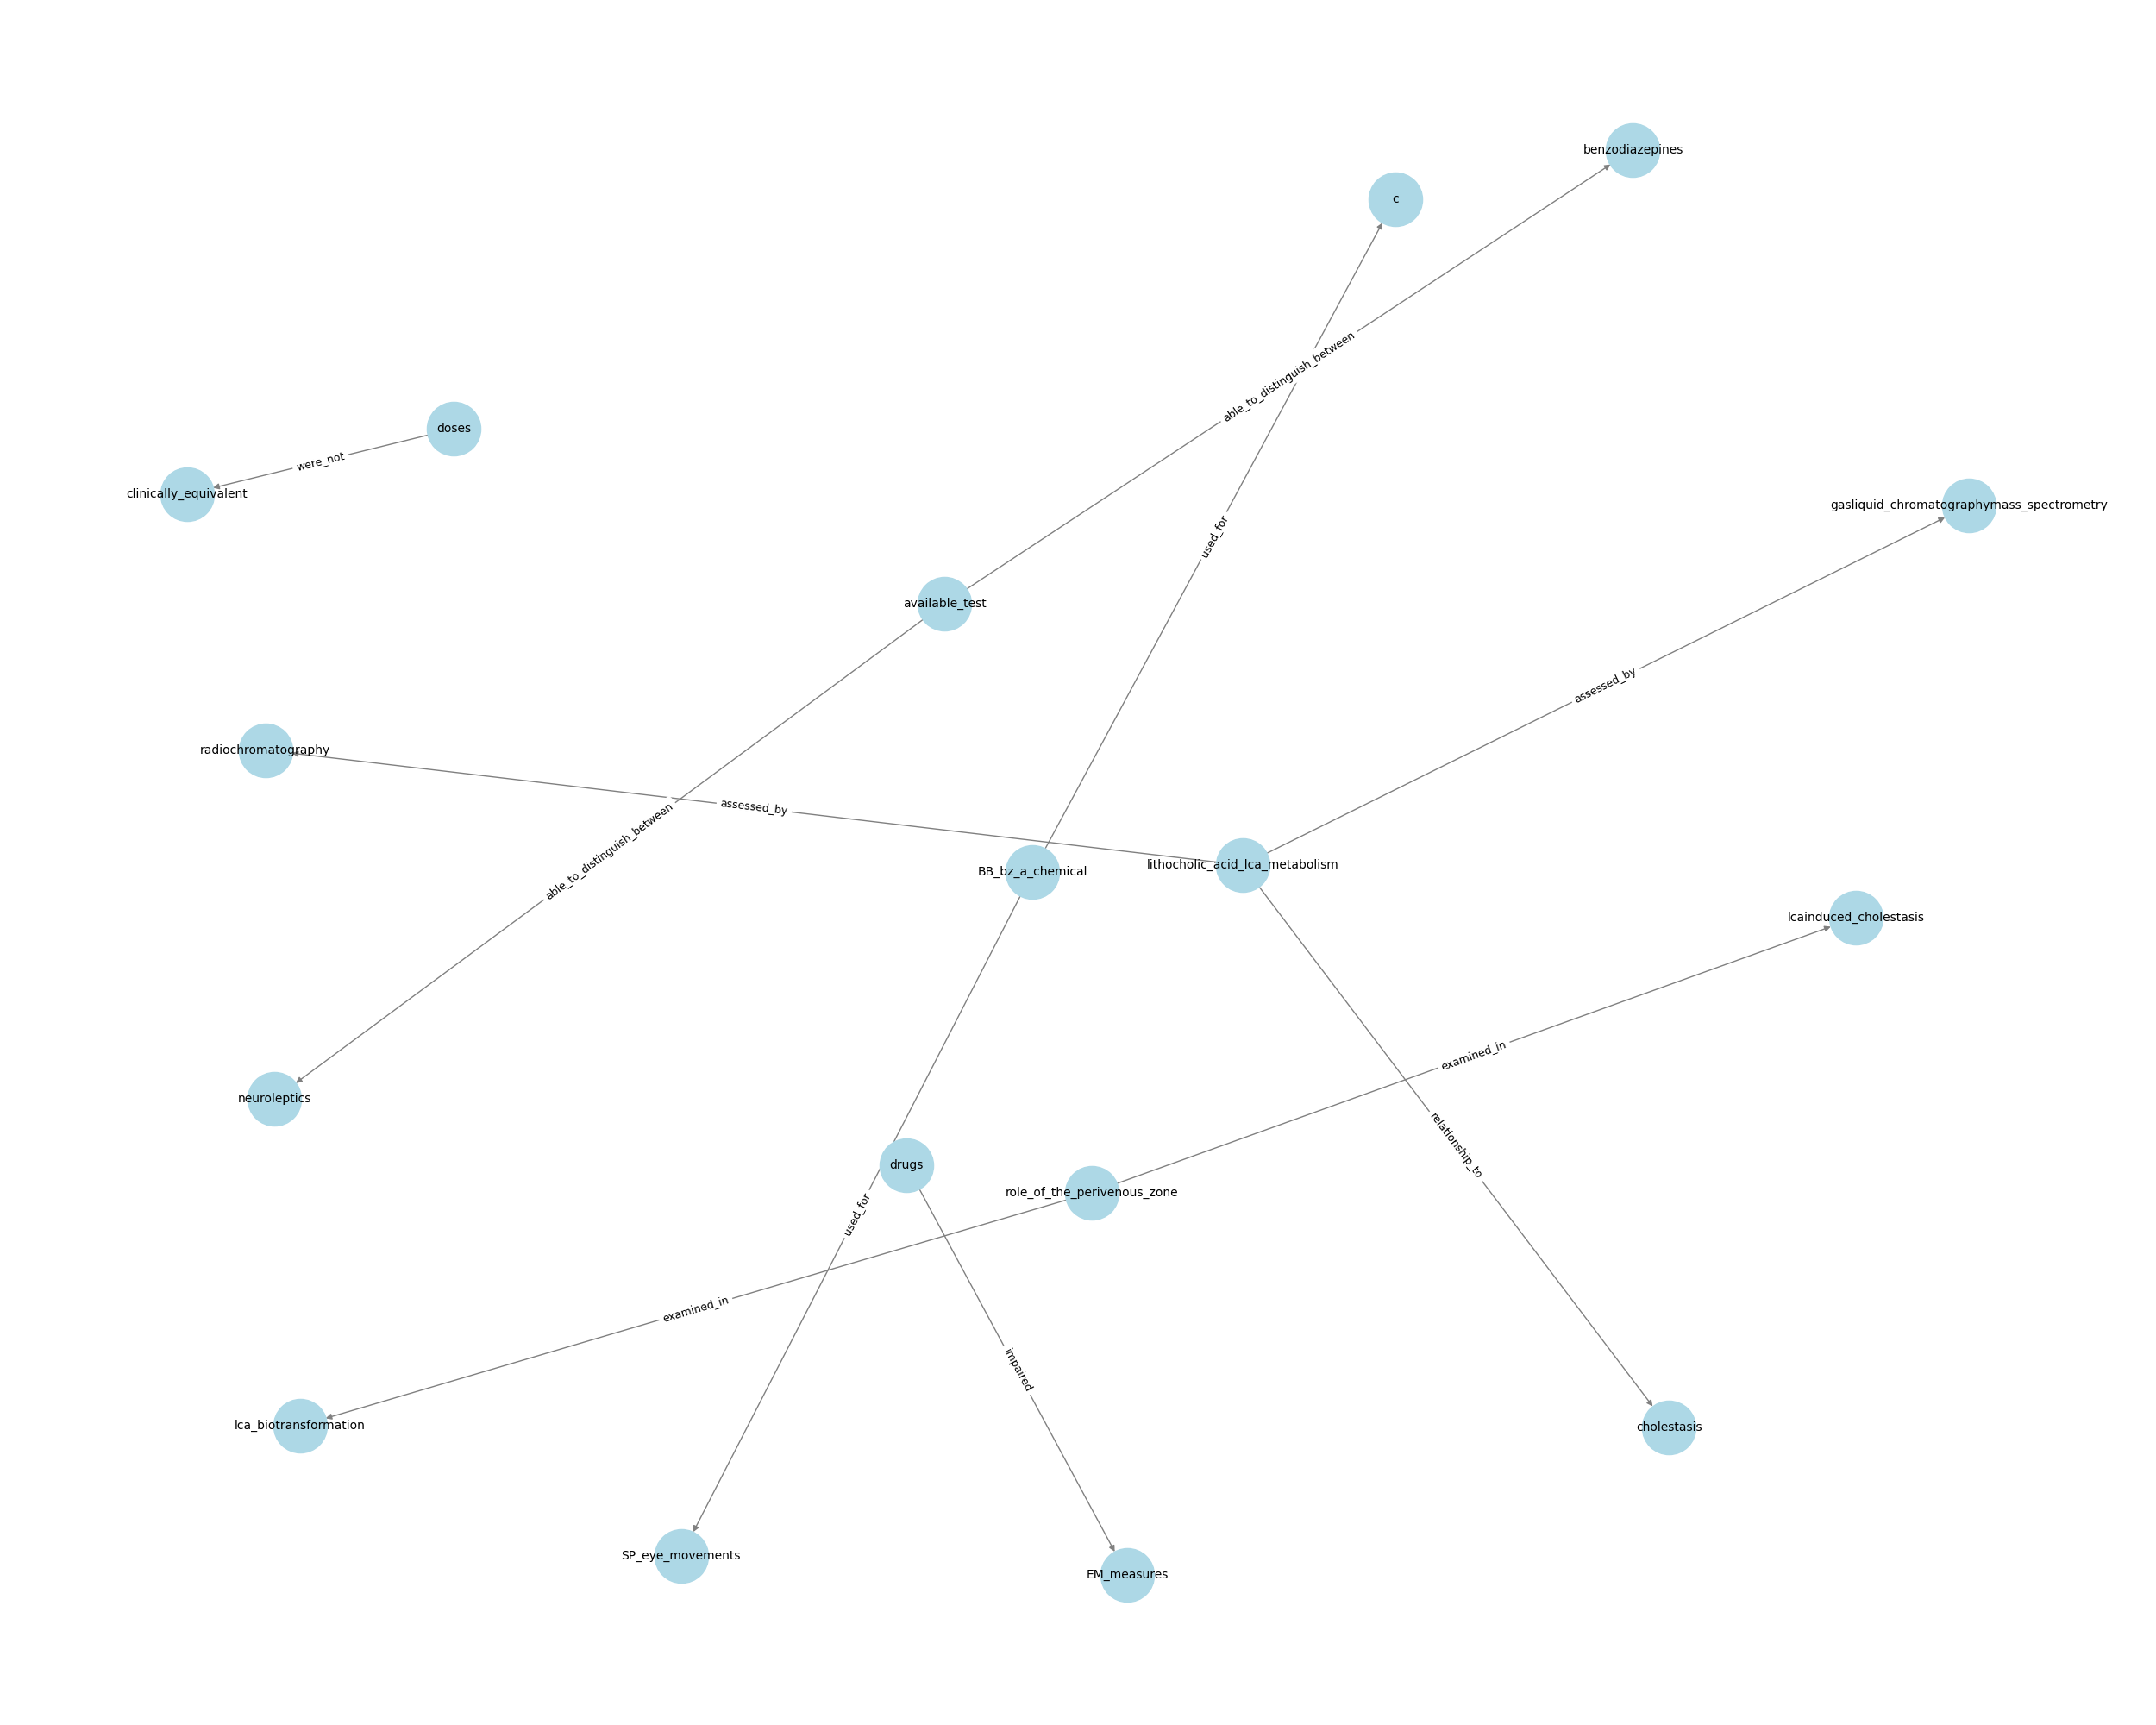 benzodiazepines
c
able_to_distinguish_between
doses
were_not
clinically_equivalent
gasliquid_chromatographymass_spectrometry
used_for
available_test
assessed_by
radiochromatography
assessed_by
able_to_distinguish_between
lithocholic_acid_lca_metabolism
BB_bz_a_chemical
lcainduced_cholestasis
examined_in
neuroleptics
relationship_to
drugs
role_of_the_perivenous_zone
used_for
examined_in
impaired
lca_biotransformation
cholestasis
SP_eye_movements
EM_measures